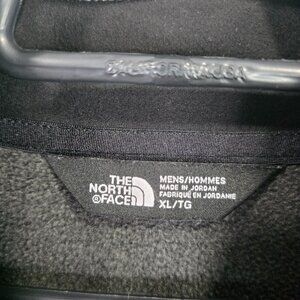 THE
NORTH
FACE
MENS/HOMMES
MADE IN JORDAN
FABRIQUÉ EN JORDANIE
XL/TG